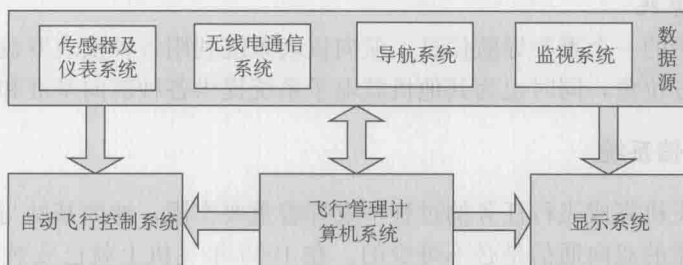 传感器及
仪表系统
无线电通信
系统
导航系统
监视系统
数据源
自动飞行控制系统
飞行管理计
算机系统
显示系统